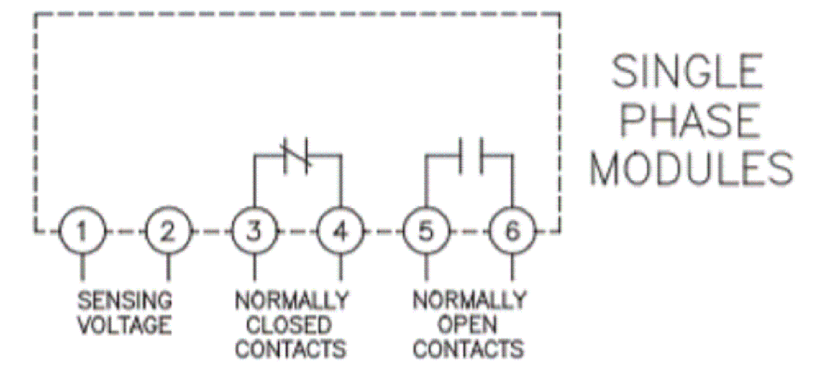 SINGLE
PHASE
MODULES
1 2 3 4 5 6
SENSING
VOLTAGE
NORMALLY
CLOSED
CONTACTS
NORMALLY
OPEN
CONTACTS